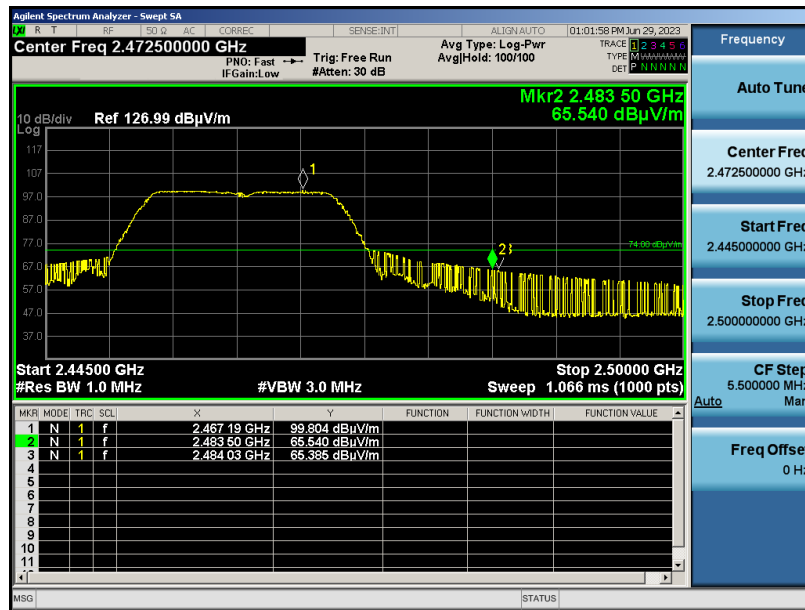 Agilent Spectrum Analyzer - Swept SA
LXI R T RF 50 Ω AC CORREC SENSE:INT ALIGN AUTO 01:01:58 PM Jun 29, 2023
Center Freq 2.472500000 GHz
PNO: Fast
IFGain:Low
Trig: Free Run
#Atten: 30 dB
Avg Type: Log-Pwr
Avg|Hold: 100/100
TRACE 1 2 3 4 5 6
TYPE M
DET P N N N N N
Mkr2 2.483 50 GHz
65.540 dBµV/m
10 dB/div Ref 126.99 dBµV/m
Log
117
107
97.0
87.0
77.0
67.0
57.0
47.0
37.0
1
2
74.00 dBµV/m
Start 2.44500 GHz Stop 2.50000 GHz
#Res BW 1.0 MHz #VBW 3.0 MHz Sweep 1.066 ms (1000 pts)
MKR MODE TRC SCL X Y FUNCTION FUNCTION WIDTH FUNCTION VALUE
1 N 1 f 2.467 19 GHz 99.804 dBµV/m
2 N 1 f 2.483 50 GHz 65.540 dBµV/m
3 N 1 f 2.484 03 GHz 65.385 dBµV/m
4
5
6
7
8
9
10
11
MSG STATUS
Frequency
Auto Tune
Center Freq
2.472500000 GHz
Start Freq
2.445000000 GHz
Stop Freq
2.500000000 GHz
CF Step
5.500000 MHz
Auto Man
Freq Offset
0 Hz